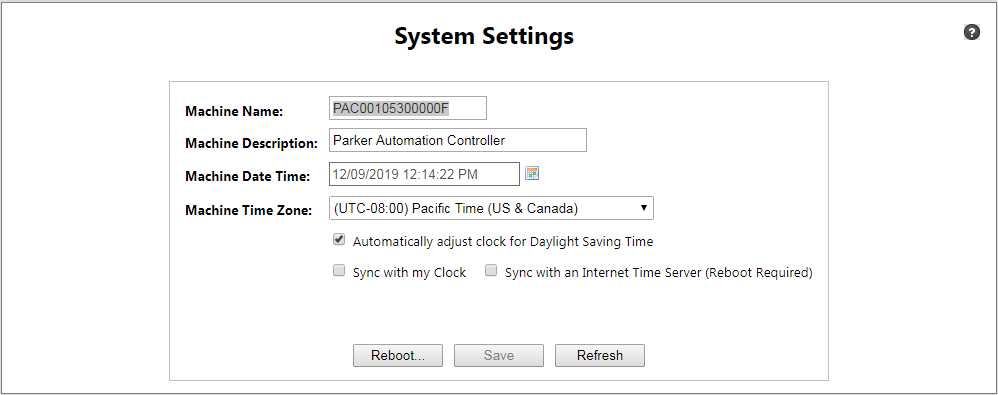 System Settings
?
Machine Name: PAC00105300000F
Machine Description: Parker Automation Controller
Machine Date Time: 12/09/2019 12:14:22 PM
Machine Time Zone: (UTC-08:00) Pacific Time (US & Canada)
Automatically adjust clock for Daylight Saving Time
Sync with my Clock Sync with an Internet Time Server (Reboot Required)
Reboot... Save Refresh